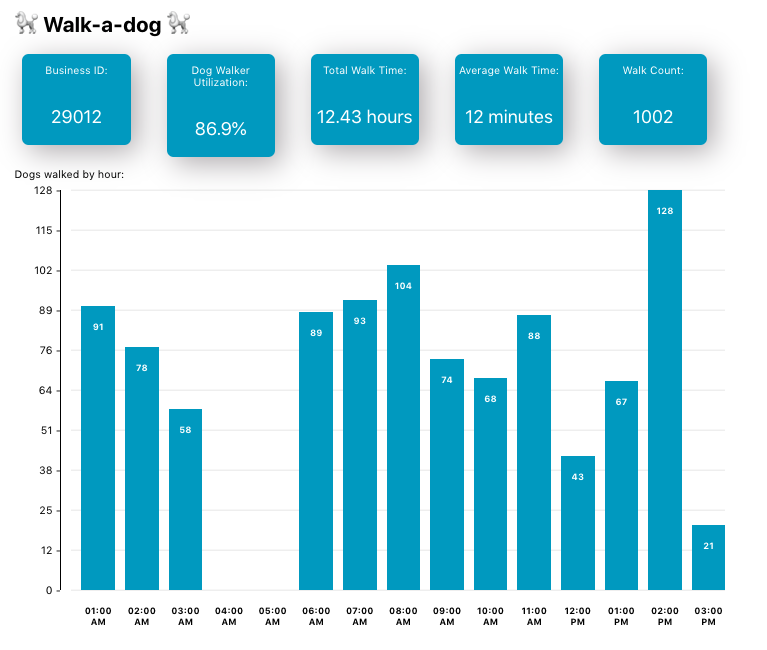 🐩 Walk-a-dog 🐩
Business ID:
29012
Dog Walker
Utilization:
86.9%
Total Walk Time:
12.43 hours
Average Walk Time:
12 minutes
Walk Count:
1002
Dogs walked by hour:
128
115
102
89
76
64
51
38
25
12
0
91
78
58
89
93
104
74
68
88
43
67
128
21
01:00
AM
02:00
AM
03:00
AM
04:00
AM
05:00
AM
06:00
AM
07:00
AM
08:00
AM
09:00
AM
10:00
AM
11:00
AM
12:00
PM
01:00
PM
02:00
PM
03:00
PM